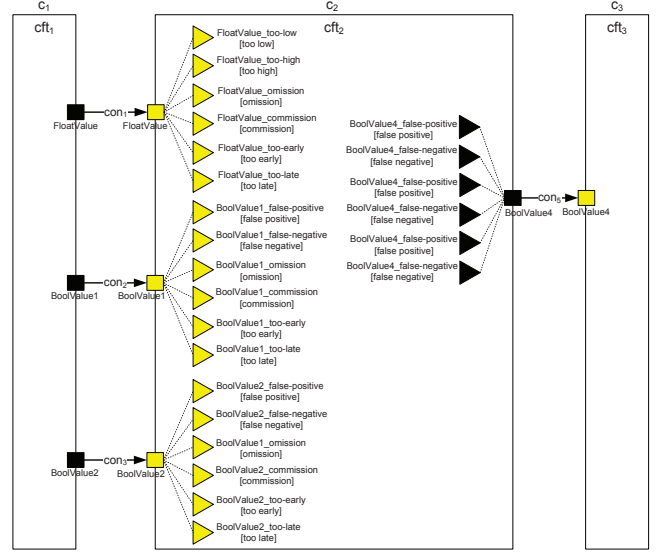 c1
c2
c3
cft1
cft2
cft3
FloatValue_too-low
[too low]
FloatValue_too-high
[too high]
FloatValue_omission
[omission]
FloatValue_commission
[commission]
FloatValue_too-early
[too early]
FloatValue_too-late
[too late]
con1
FloatValue
FloatValue
BoolValue4_false-positive
[false positive]
BoolValue4_false-negative
[false negative]
BoolValue4_false-positive
[false positive]
BoolValue4_false-negative
[false negative]
BoolValue4_false-positive
[false positive]
BoolValue4_false-negative
[false negative]
con5
BoolValue4
BoolValue4
BoolValue1_false-positive
[false positive]
BoolValue1_false-negative
[false negative]
BoolValue1_omission
[omission]
BoolValue1_commission
[commission]
BoolValue1_too-early
[too early]
BoolValue1_too-late
[too late]
con2
BoolValue1
BoolValue1
BoolValue2_false-positive
[false positive]
BoolValue2_false-negative
[false negative]
BoolValue1_omission
[omission]
BoolValue2_commission
[commission]
BoolValue2_too-early
[too early]
BoolValue2_too-late
[too late]
con3
BoolValue2
BoolValue2